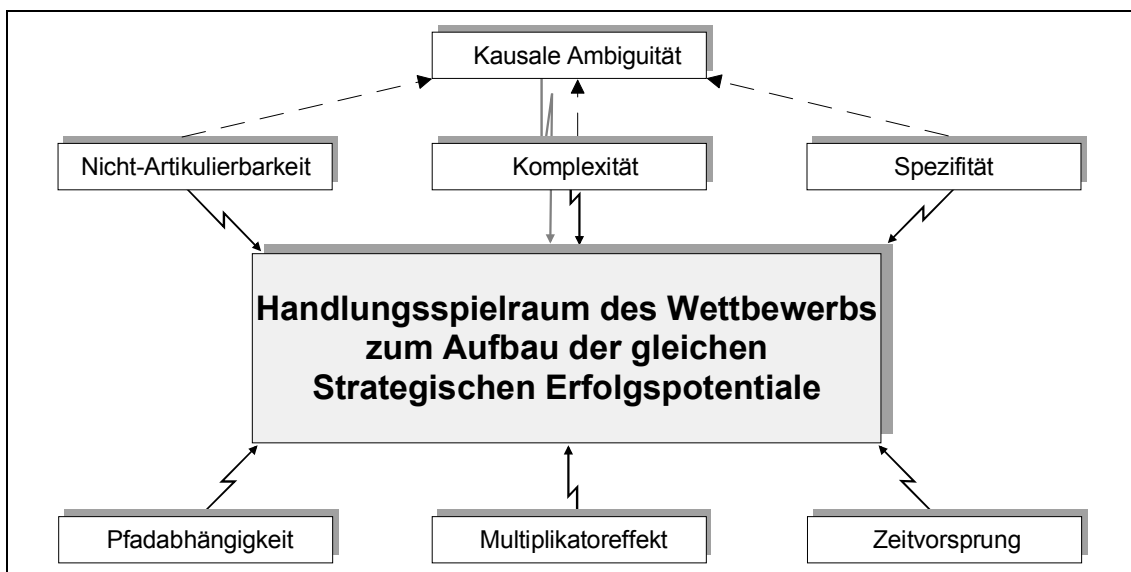 Kausale Ambiguität
Nicht-Artikulierbarkeit
Komplexität
Spezifität
Handlungsspielraum des Wettbewerbs
zum Aufbau der gleichen
Strategischen Erfolgspotentiale
Pfadabhängigkeit
Multiplikatoreffekt
Zeitvorsprung